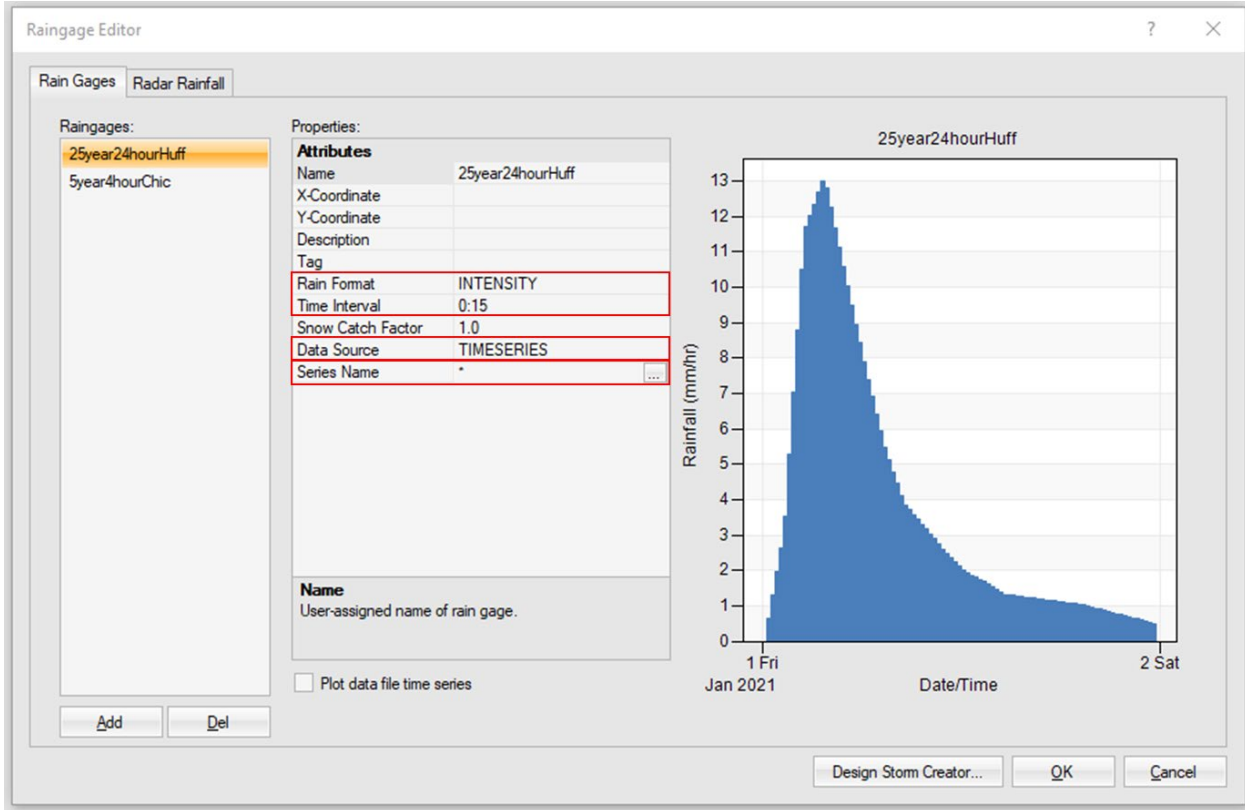 Raingage Editor
? ×
Rain Gages Radar Rainfall
Raingages:
25year24hourHuff
5year4hourChic
Add Del
Properties:
Attributes
Name 25year24hourHuff
X-Coordinate
Y-Coordinate
Description
Tag
Rain Format INTENSITY
Time Interval 0:15
Snow Catch Factor 1.0
Data Source TIMESERIES
Series Name * ...
Name
User-assigned name of rain gage.
Plot data file time series
25year24hourHuff
Rainfall (mm/hr)
13
12
11
10
9
8
7
6
5
4
3
2
1
0
1 Fri 2 Sat
Jan 2021 Date/Time
Design Storm Creator... OK Cancel